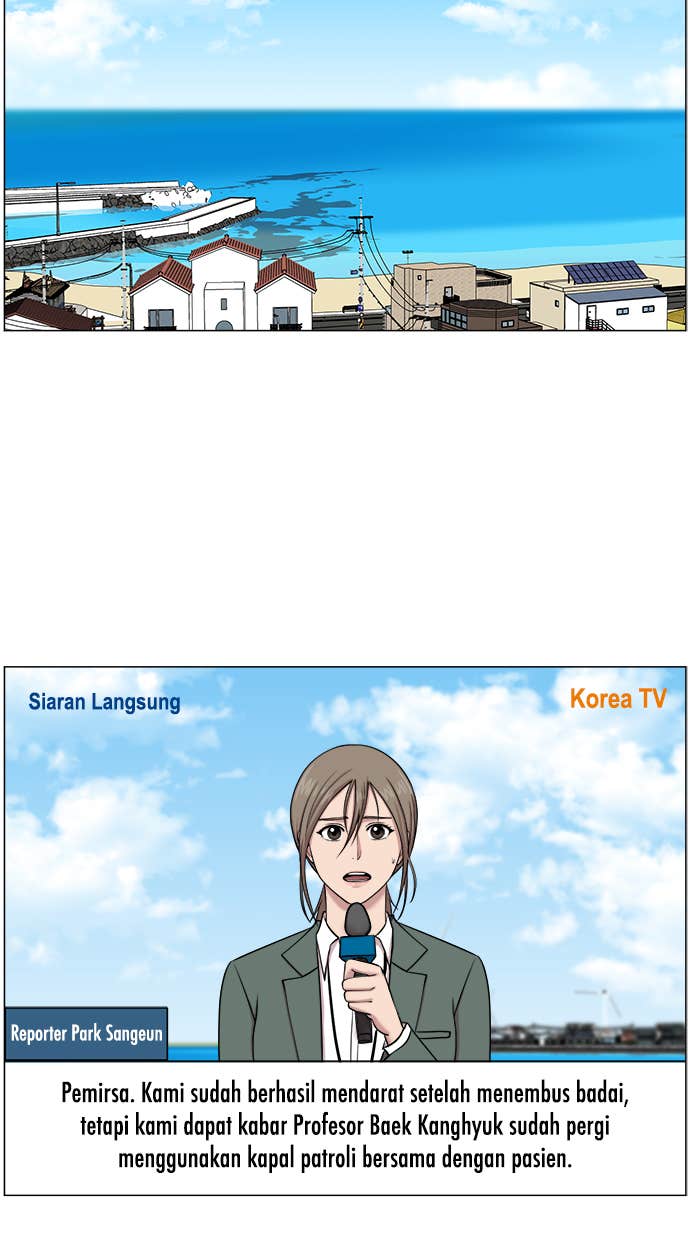 Siaran Langsung
Korea TV
Reporter Park Sangeun
Pemirsa. Kami sudah berhasil mendarat setelah menembus badai,
tetapi kami dapat kabar Profesor Baek Kanghyuk sudah pergi
menggunakan kapal patroli bersama dengan pasien.